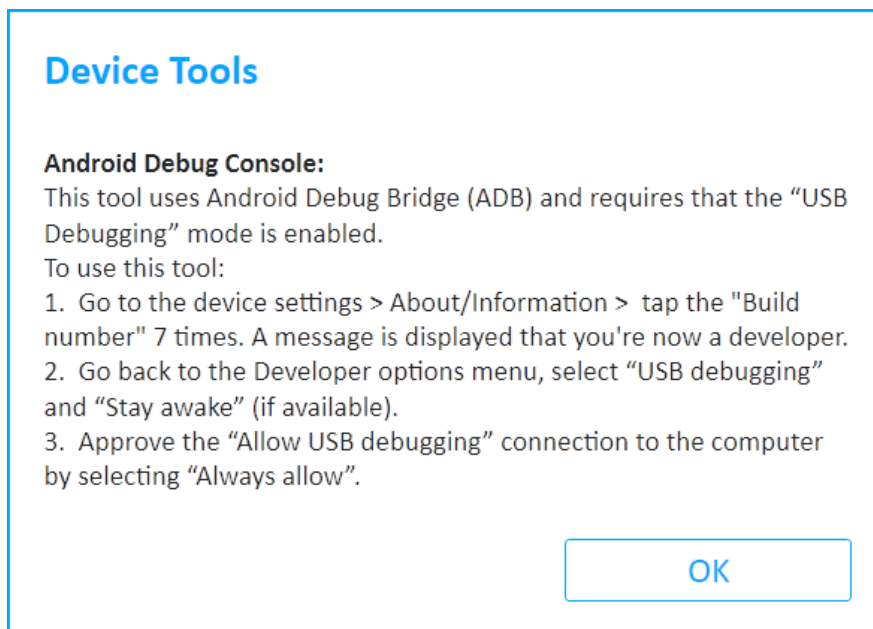 Device Tools
Android Debug Console:
This tool uses Android Debug Bridge (ADB) and requires that the “USB
Debugging” mode is enabled.
To use this tool:
1.  Go to the device settings > About/Information >  tap the "Build
number" 7 times. A message is displayed that you're now a developer.
2.  Go back to the Developer options menu, select “USB debugging”
and “Stay awake” (if available).
3.  Approve the “Allow USB debugging” connection to the computer
by selecting “Always allow”.
OK